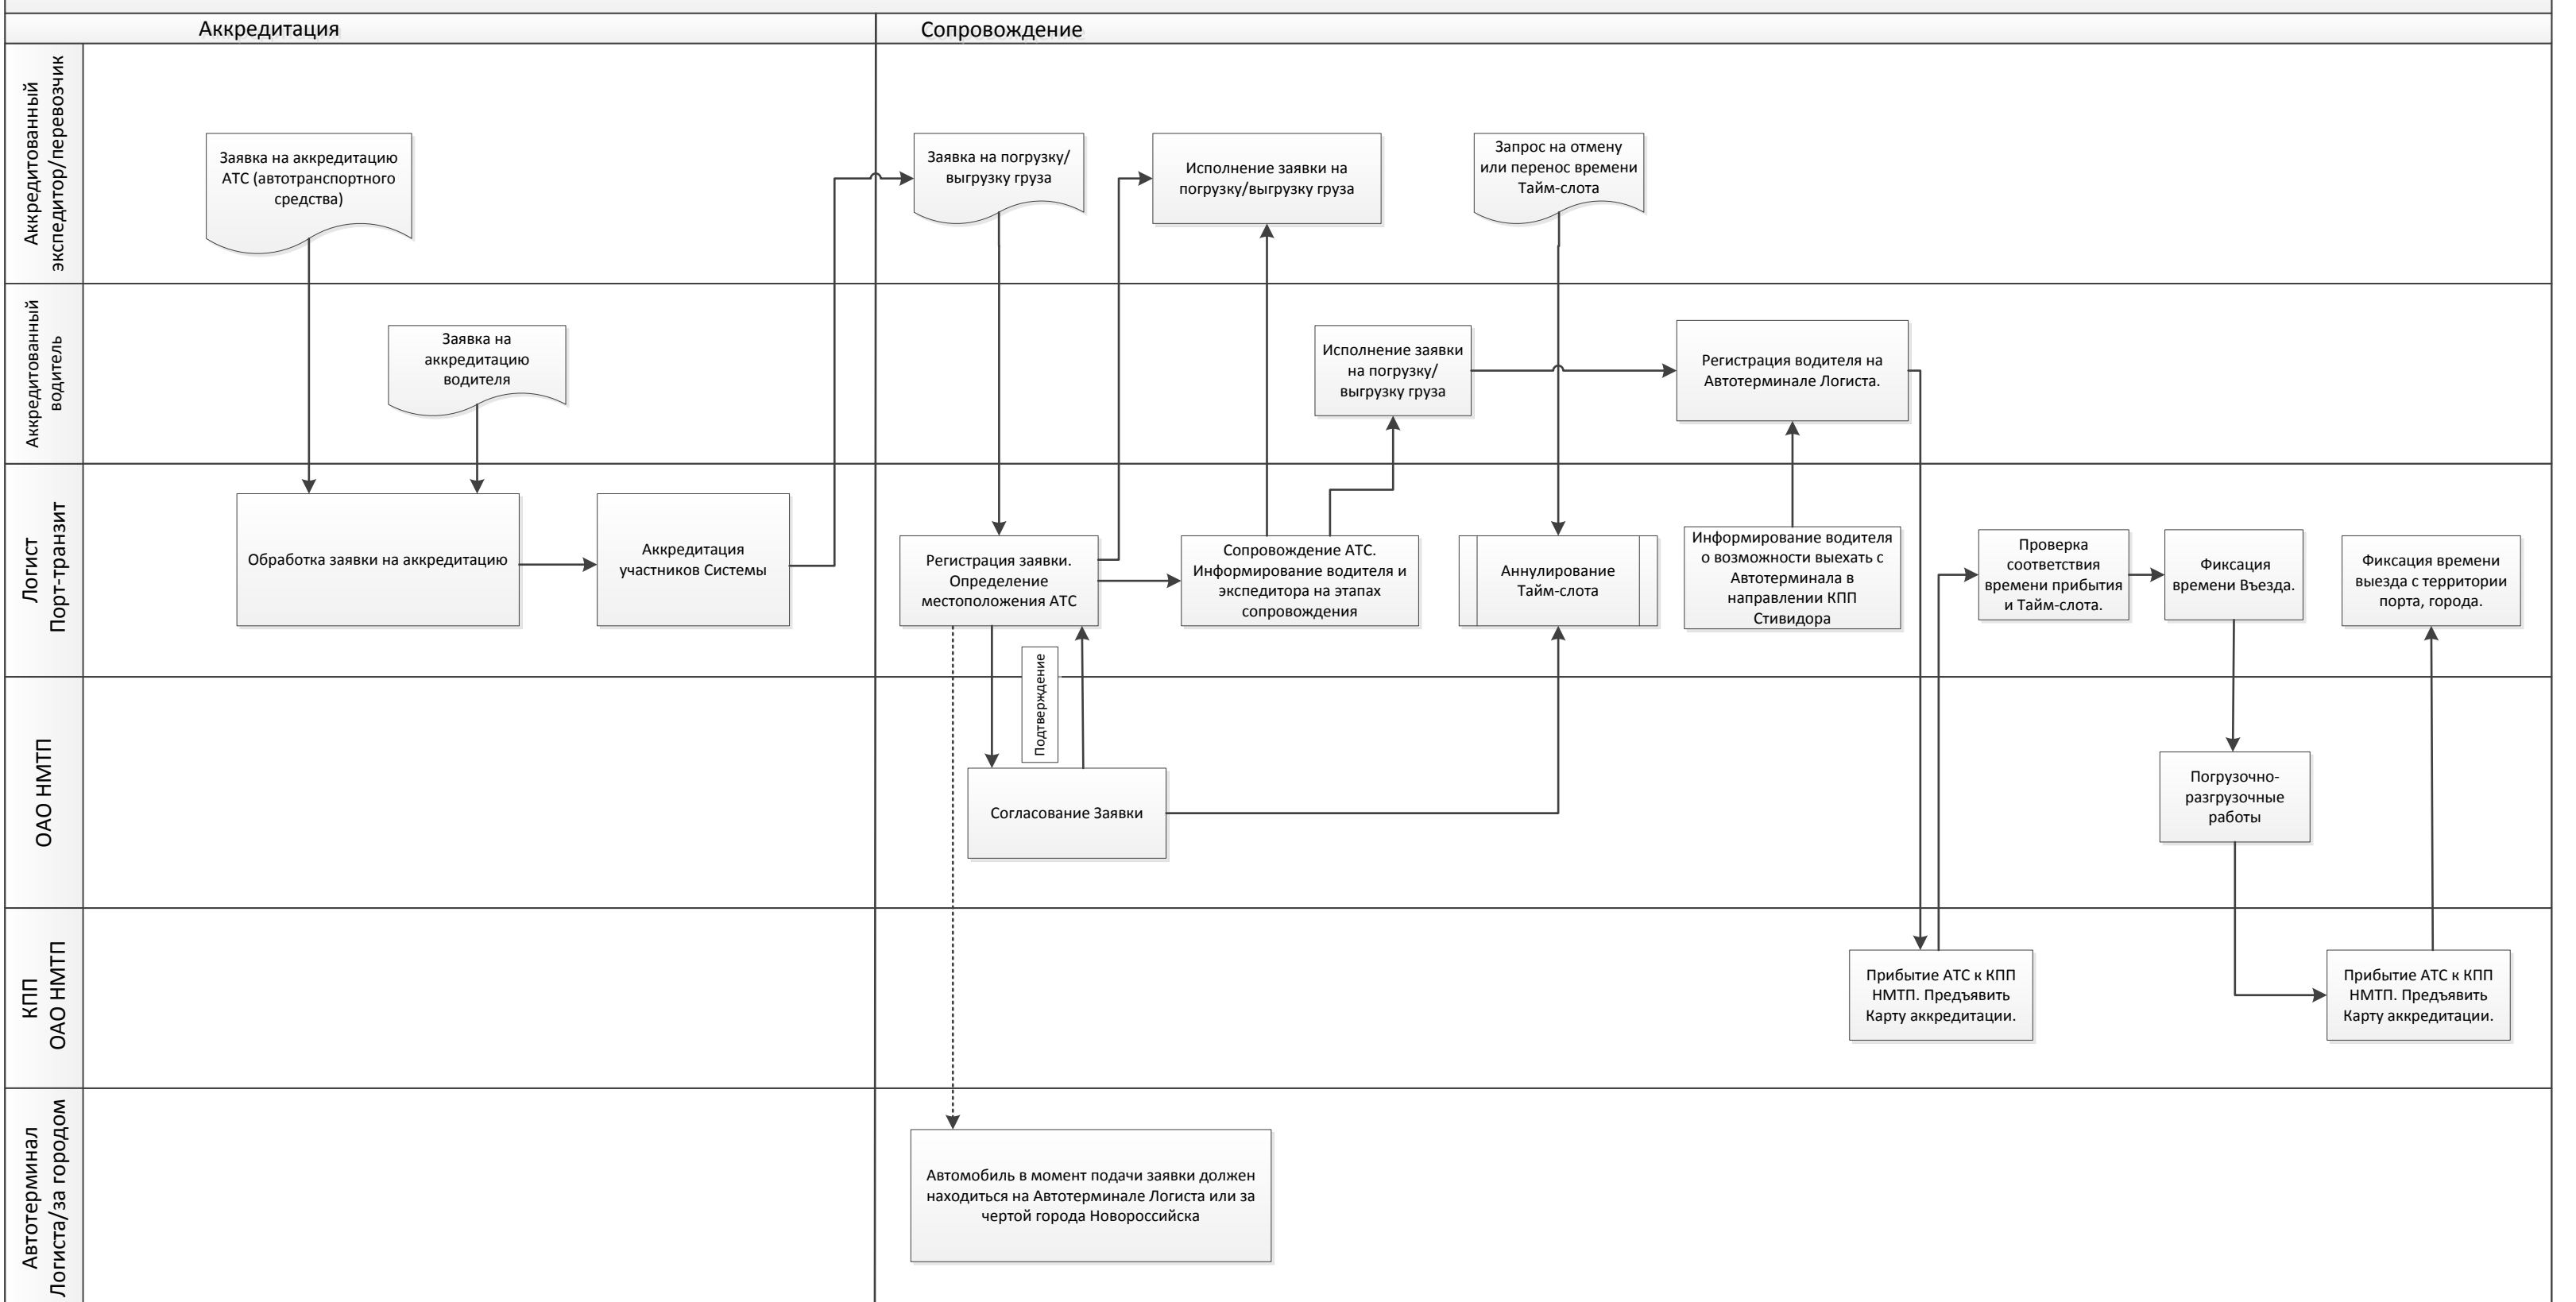 Аккредитация
Сопровождение
Аккредитованный
экспедитор/перевозчик
Заявка на аккредитацию
АТС (автотранспортного
средства)
Заявка на погрузку/
выгрузку груза
Исполнение заявки на
погрузку/выгрузку груза
Запрос на отмену
или перенос времени
Тайм-слота
Аккредитованный
водитель
Заявка на
аккредитацию
водителя
Исполнение заявки
на погрузку/
выгрузку груза
Регистрация водителя на
Автотерминале Логиста.
Логист
Порт-транзит
Обработка заявки на аккредитацию
Аккредитация
участников Системы
Регистрация заявки.
Определение
местоположения АТС
Сопровождение АТС.
Информирование водителя и
экспедитора на этапах
сопровождения
Аннулирование
Тайм-слота
Информирование водителя
о возможности выехать с
Автотерминала в
направлении КПП
Стивидора
Проверка
соответствия
времени прибытия
и Тайм-слота.
Фиксация
времени Въезда.
Фиксация времени
выезда с территории
порта, города.
Подтверждение
ОАО НМТП
Согласование Заявки
Погрузочно-
разгрузочные
работы
КПП
ОАО НМТП
Прибытие АТС к КПП
НМТП. Предъявить
Карту аккредитации.
Прибытие АТС к КПП
НМТП. Предъявить
Карту аккредитации.
Автотерминал
Логиста/за городом
Автомобиль в момент подачи заявки должен
находиться на Автотерминале Логиста или за
чертой города Новороссийска